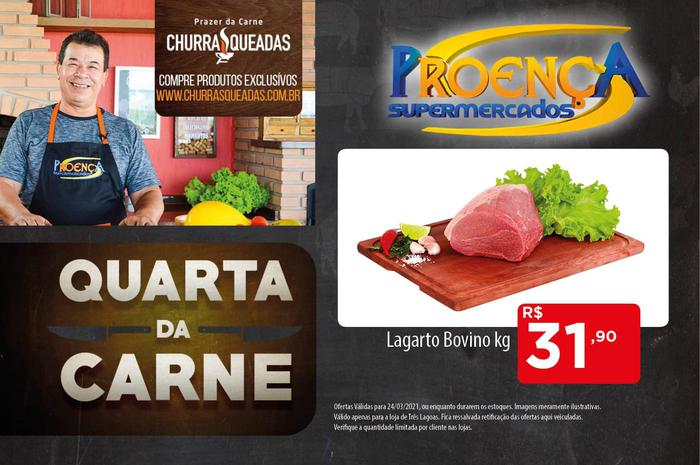 Prazer da Carne
CHURRASQUEADAS
COMPRE PRODUTOS EXCLUSÍVOS
WWW.CHURRASQUEADAS.COM.BR
PROENÇA
SUPERMERCADOS
PROENÇA
QUARTA
DA
CARNE
Lagarto Bovino kg
R$
31,90
Ofertas Válidas para 24/03/2021, ou enquanto durarem os estoques. Imagens meramente ilustrativas.
Válido apenas para a loja de Três Lagoas. Fica ressalvada retificação das ofertas aqui veiculadas.
Verifique a quantidade limitada por cliente nas lojas.